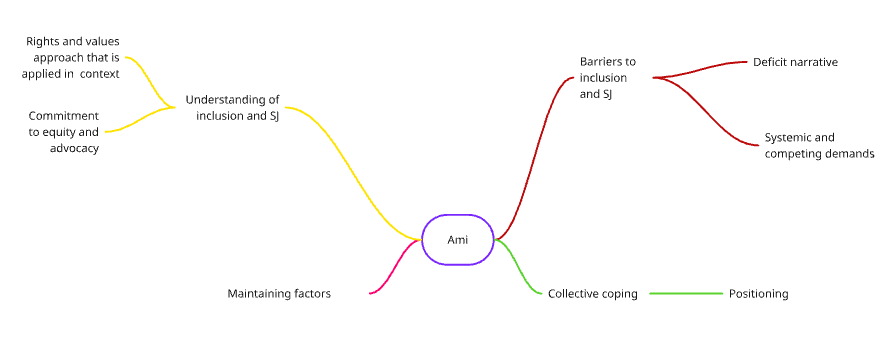 Rights and values
approach that is
applied in context
Commitment
to equity and
advocacy
Understanding of
inclusion and SJ
Barriers to
inclusion
and SJ
Deficit narrative
Systemic and
competing demands
Ami
Maintaining factors
Collective coping
Positioning